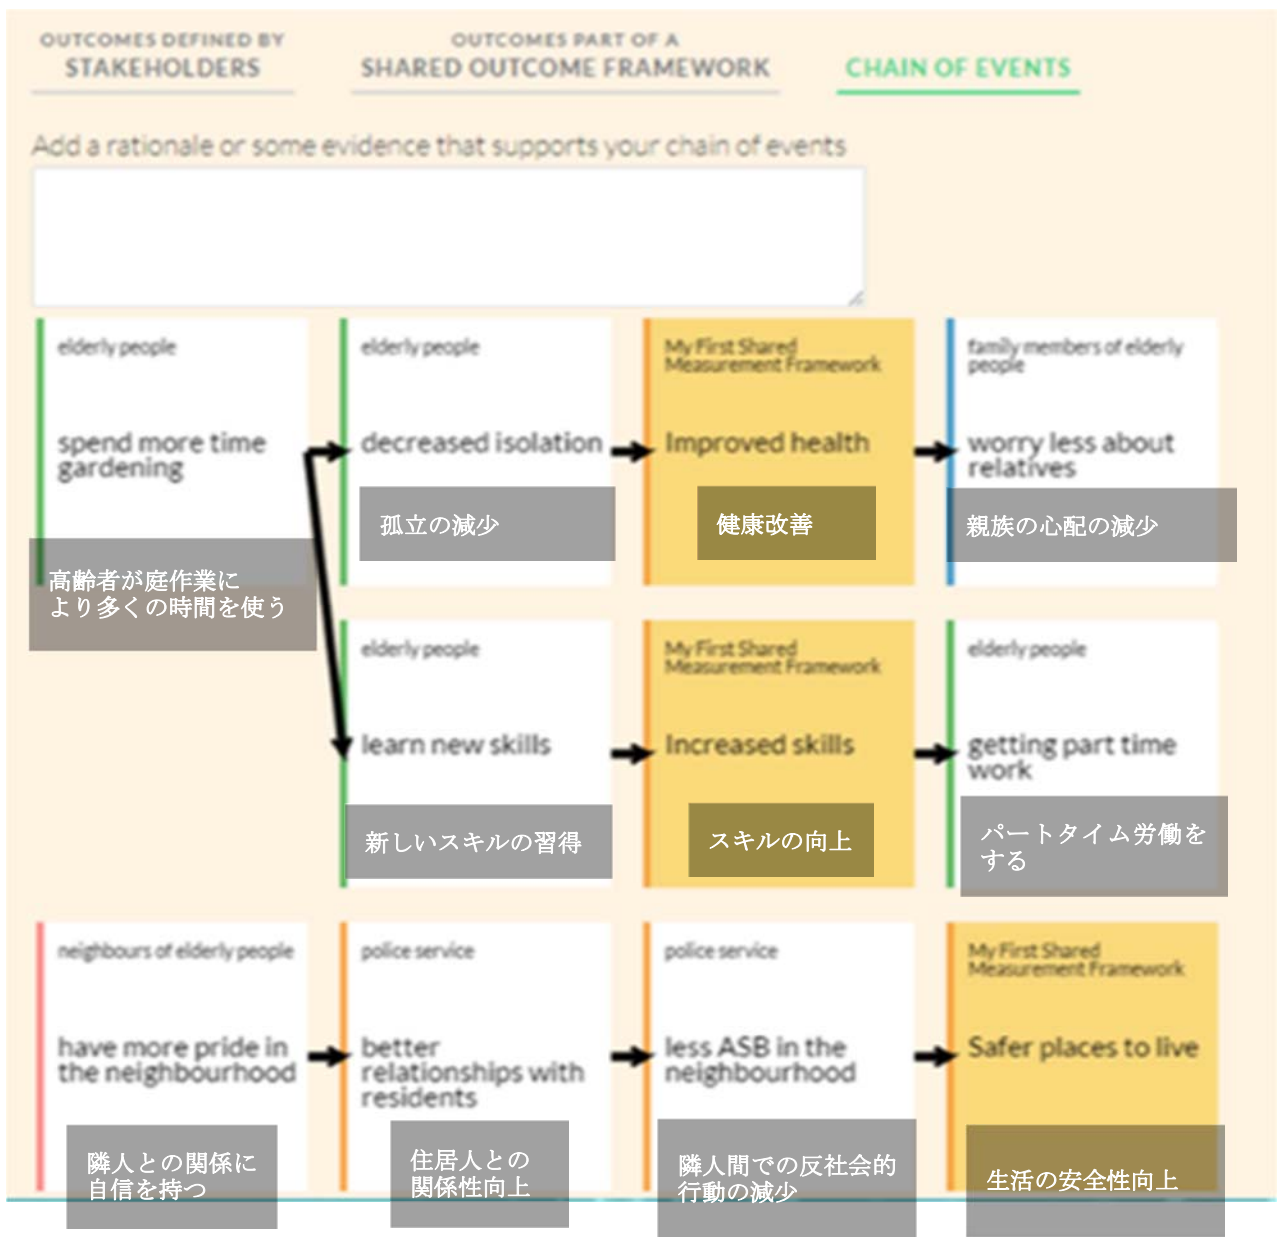 OUTCOMES DEFINED BY
STAKEHOLDERS
OUTCOMES PART OF A
SHARED OUTCOME FRAMEWORK
CHAIN OF EVENTS
Add a rationale or some evidence that supports your chain of events
elderly people
spend more time
gardening
高齢者が庭作業に
より多くの時間を使う
elderly people
decreased isolation
孤立の減少
My First Shared
Measurement Framework
Improved health
健康改善
family members of elderly
people
worry less about
relatives
親族の心配の減少
elderly people
learn new skills
新しいスキルの習得
My First Shared
Measurement Framework
Increased skills
スキルの向上
elderly people
getting part time
work
パートタイム労働を
する
neighbours of elderly people
have more pride in
the neighbourhood
隣人との関係に
自信を持つ
police service
better
relationships with
residents
住居人との
関係性向上
police service
less ASB in the
neighbourhood
隣人間での反社会的
行動の減少
My First Shared
Measurement Framework
Safer places to live
生活の安全性向上